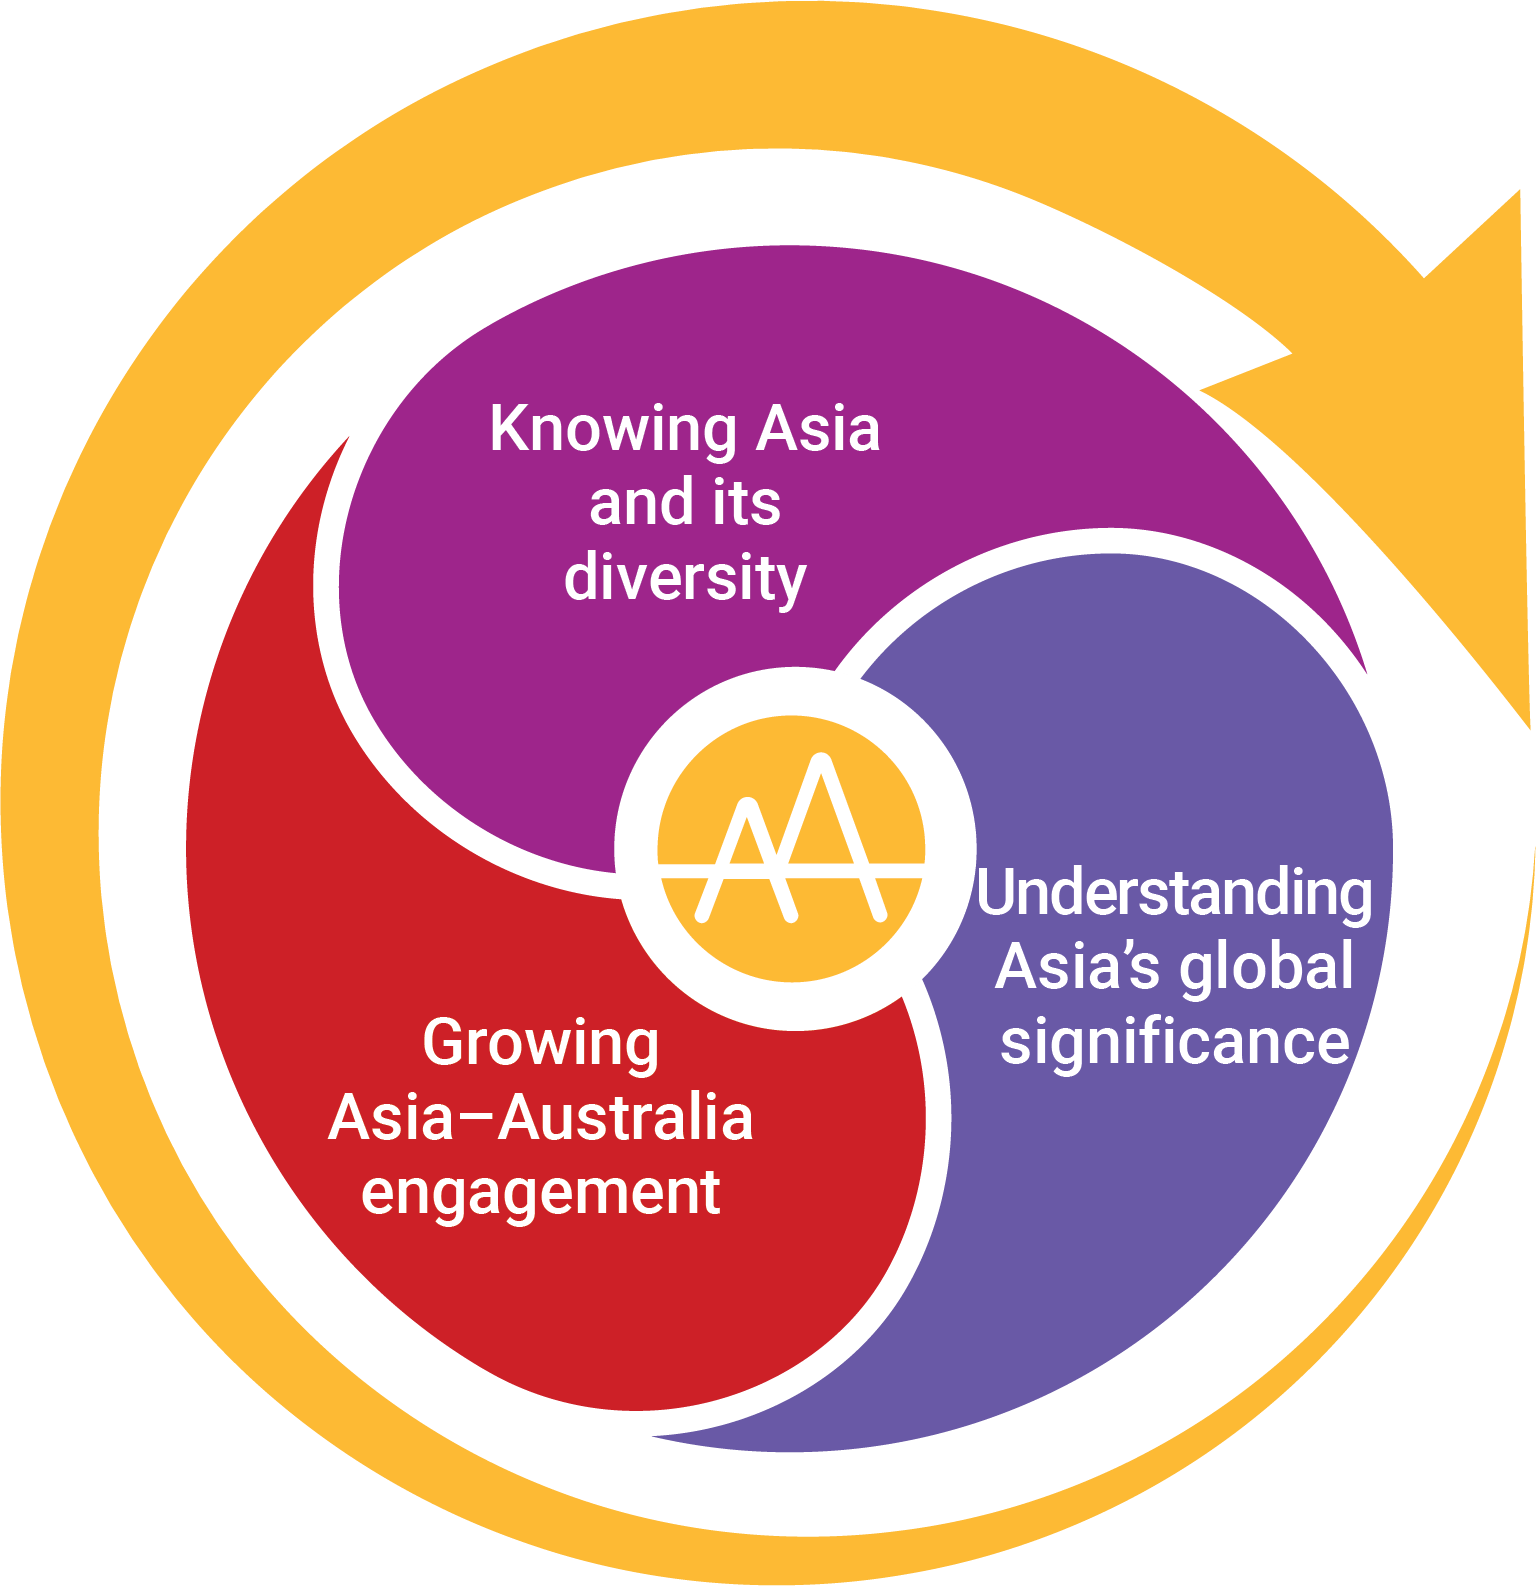 Knowing Asia
and its
diversity
Understanding
Asia’s global
significance
Growing
Asia–Australia
engagement